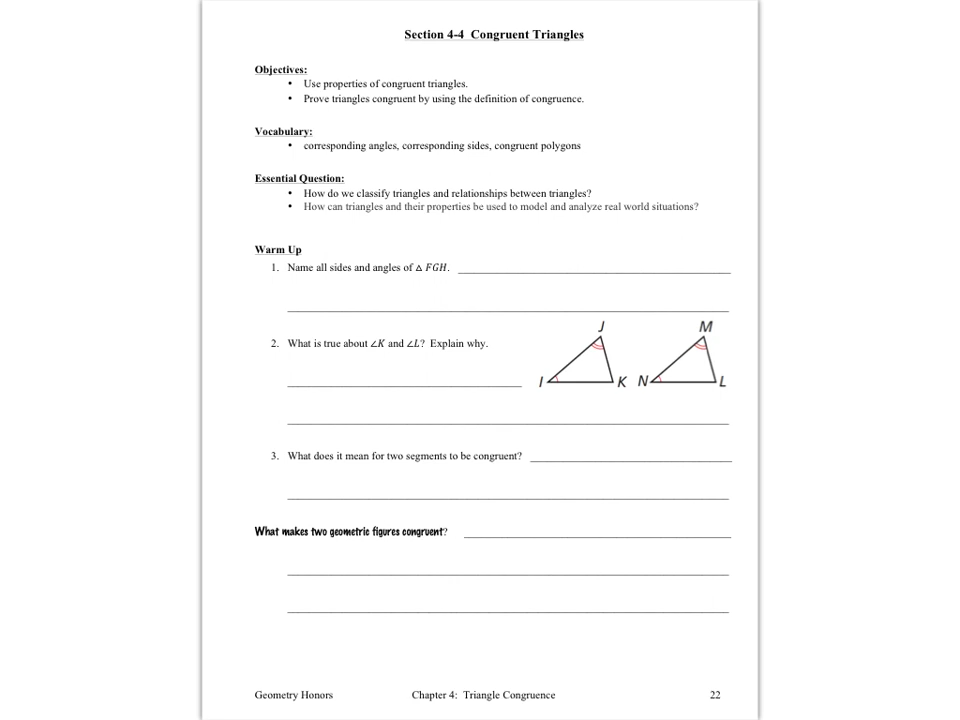 Section 4-4 Congruent Triangles
Objectives:
• Use properties of congruent triangles.
• Prove triangles congruent by using the definition of congruence.
Vocabulary:
• corresponding angles, corresponding sides, congruent polygons
Essential Question:
• How do we classify triangles and relationships between triangles?
• How can triangles and their properties be used to model and analyze real world situations?
Warm Up
1. Name all sides and angles of △ FGH.
J M
2. What is true about ∠K and ∠L? Explain why.
I K N L
3. What does it mean for two segments to be congruent?
What makes two geometric figures congruent?
Geometry Honors Chapter 4: Triangle Congruence 22